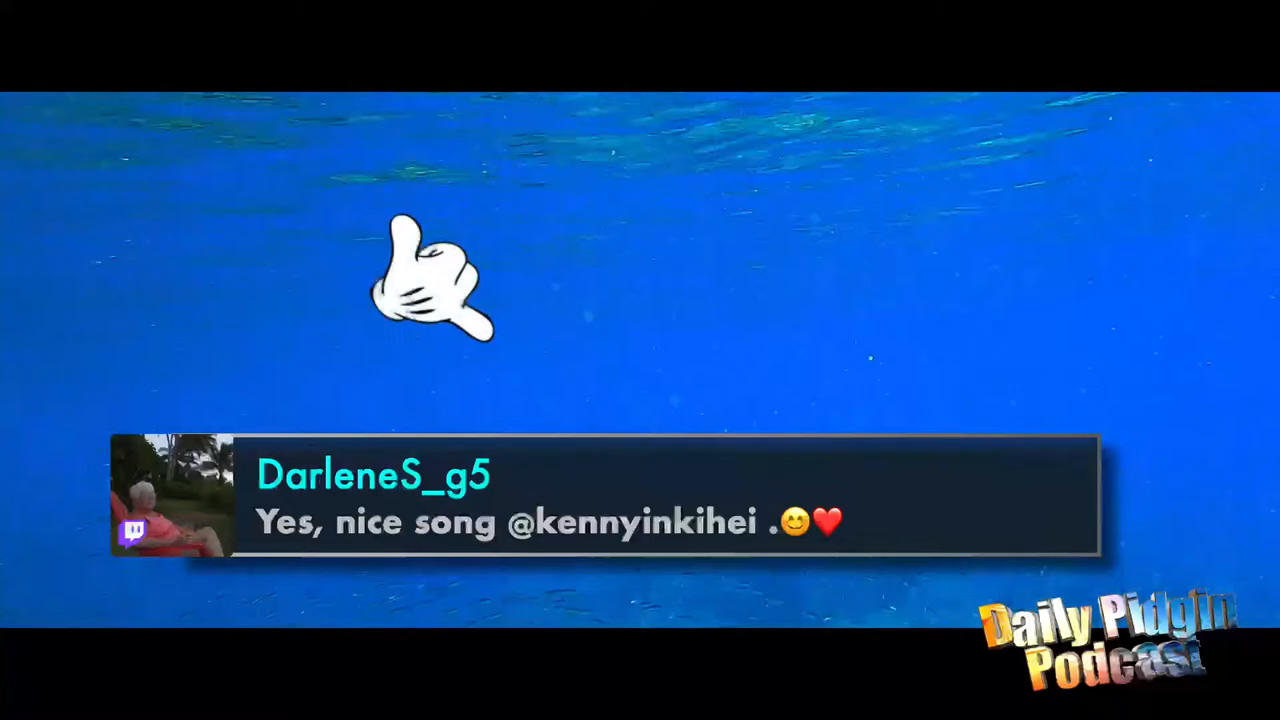 DarleneS_g5
Yes, nice song @kennyinkihei .😊❤️
Daily Pidgin
Podcast